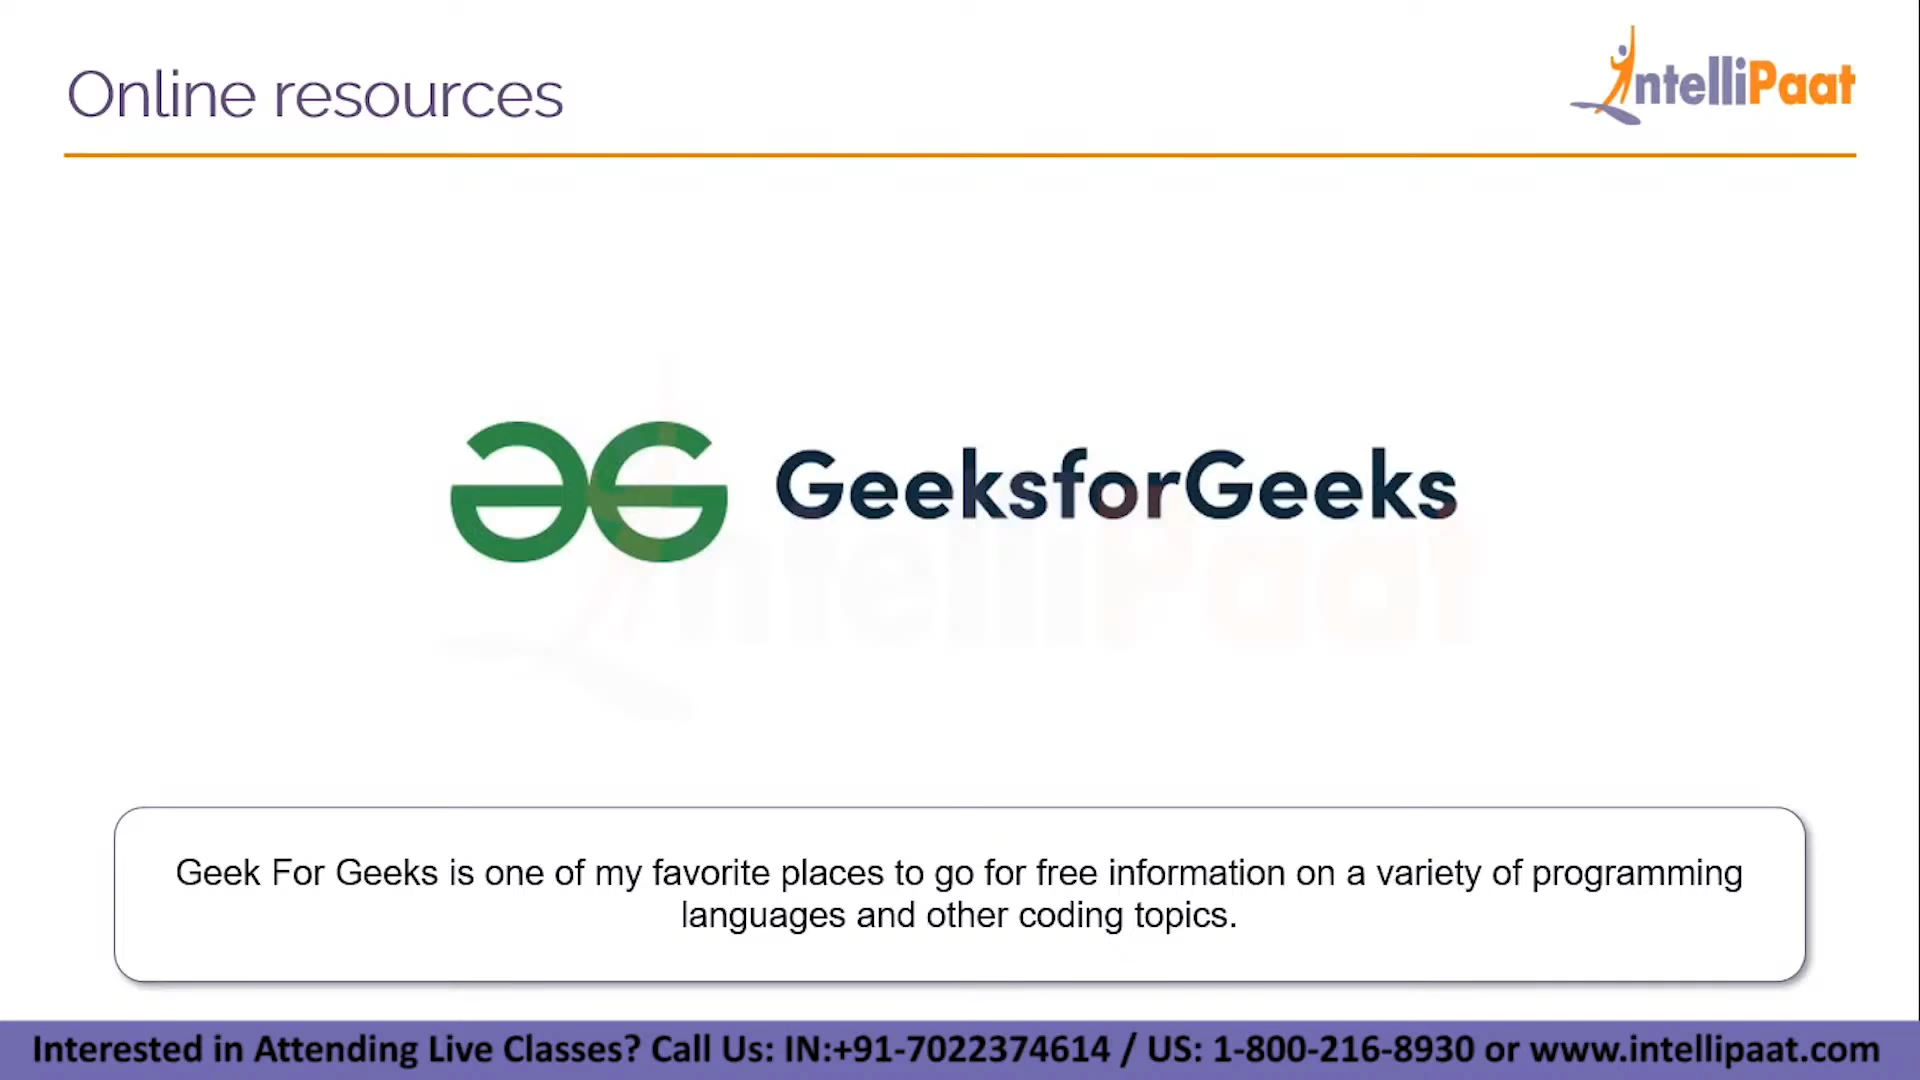 Online resources
IntelliPaat
GeeksforGeeks
IntelliPaat
Geek For Geeks is one of my favorite places to go for free information on a variety of programming
languages and other coding topics.
Interested in Attending Live Classes? Call Us: IN:+91-7022374614 / US: 1-800-216-8930 or www.intellipaat.com